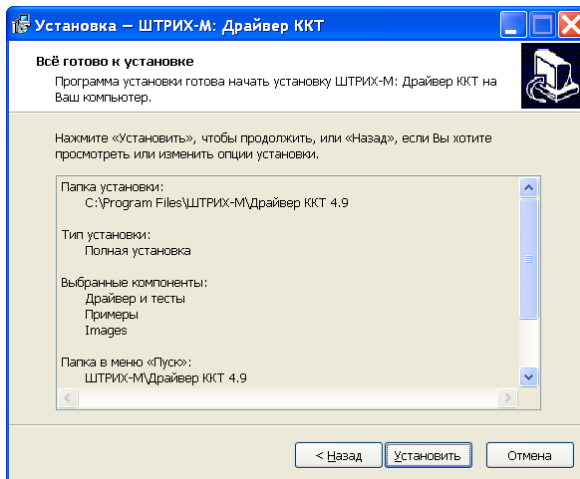 Установка — ШТРИХ-М: Драйвер ККТ
Всё готово к установке
Программа установки готова начать установку ШТРИХ-М: Драйвер ККТ на
Ваш компьютер.
Нажмите «Установить», чтобы продолжить, или «Назад», если Вы хотите
просмотреть или изменить опции установки.
Папка установки:
C:\Program Files\ШТРИХ-М\Драйвер ККТ 4.9
Тип установки:
Полная установка
Выбранные компоненты:
Драйвер и тесты
Примеры
Images
Папка в меню «Пуск»:
ШТРИХ-М\Драйвер ККТ 4.9
< Назад Установить Отмена